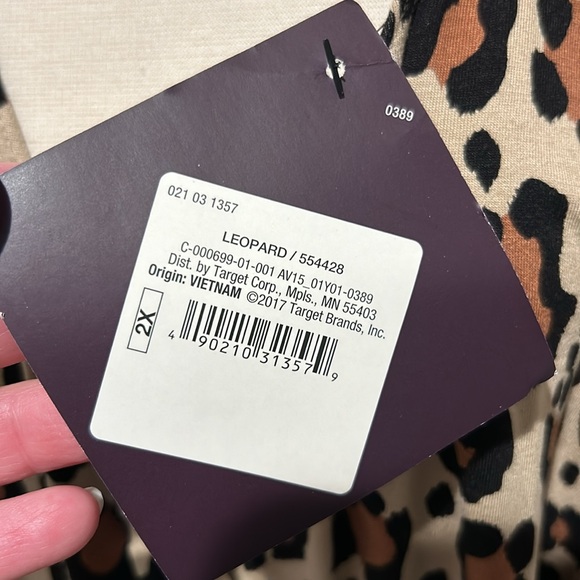 0389
021 03 1357
LEOPARD / 554428
C-000699-01-001 AV15_01Y01-0389
Dist. by Target Corp., Mpls., MN 55403
Origin: VIETNAM ©2017 Target Brands, Inc.
2X
4 90210 31357 9